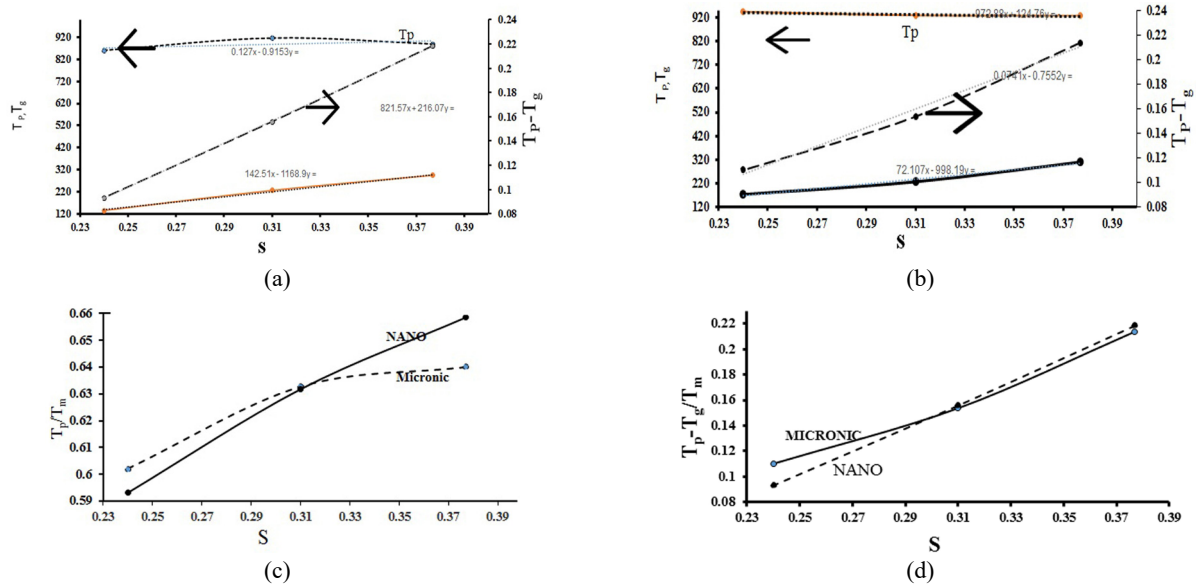 920
820
720
620
520
420
320
220
120
T P, T g
Tp
0.127x - 0.9153y =
821.57x + 216.07y =
142.51x - 1168.9y =
0.24
0.22
0.2
0.18
0.16
0.14
0.12
0.1
0.08
T P - T g
0.23 0.25 0.27 0.29 0.31 0.33 0.35 0.37 0.39
S
(a)
920
820
720
620
520
420
320
220
120
T P, T g
972.88x + 124.76y =
Tp
0.0741x - 0.7552y =
72.107x - 998.19y =
0.24
0.22
0.20
0.18
0.16
0.14
0.12
0.1
0.08
T P - T g
0.23 0.25 0.27 0.29 0.31 0.33 0.35 0.37 0.39
S
(b)
0.66
0.65
0.64
0.63
0.62
0.61
0.6
0.59
Tp/Tm
NANO
Micronic
0.23 0.25 0.27 0.29 0.31 0.33 0.35 0.37 0.39
S
(c)
0.22
0.2
0.18
0.16
0.14
0.12
0.1
0.08
Tp-Tg/Tm
MICRONIC
NANO
0.23 0.25 0.27 0.29 0.31 0.33 0.35 0.37 0.39
S
(d)